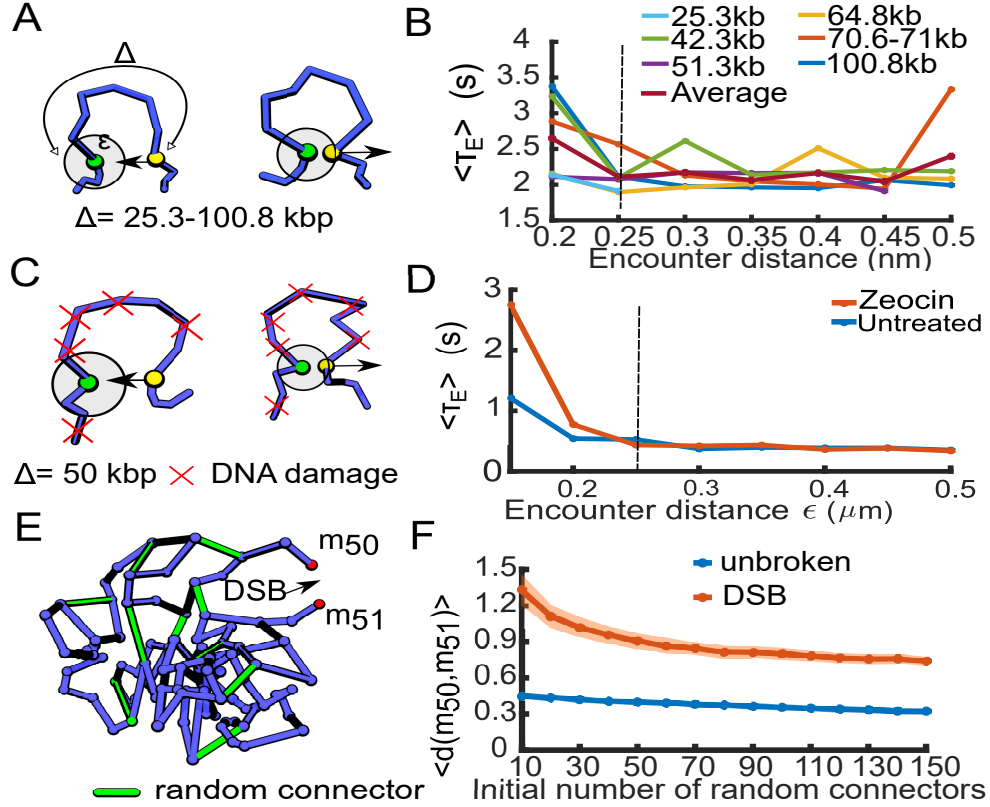 A
Δ
ε
Δ= 25.3-100.8 kbp
B
25.3kb
42.3kb
51.3kb
Average
64.8kb
70.6-71kb
100.8kb
<τE> (s)
4
3.5
3
2.5
2
1.5
0.2 0.25 0.3 0.35 0.4 0.45 0.5
Encounter distance (nm)
C
Δ= 50 kbp
DNA damage
D
Zeocin
Untreated
<τE> (s)
3
2
1
0
0.2 0.3 0.4 0.5
Encounter distance ϵ (μm)
E
m50
DSB
m51
random connector
F
unbroken
DSB
<d(m50,m51)>
1.5
1.2
0.9
0.6
0.3
0
10 30 50 70 90 110 130 150
Initial number of random connectors